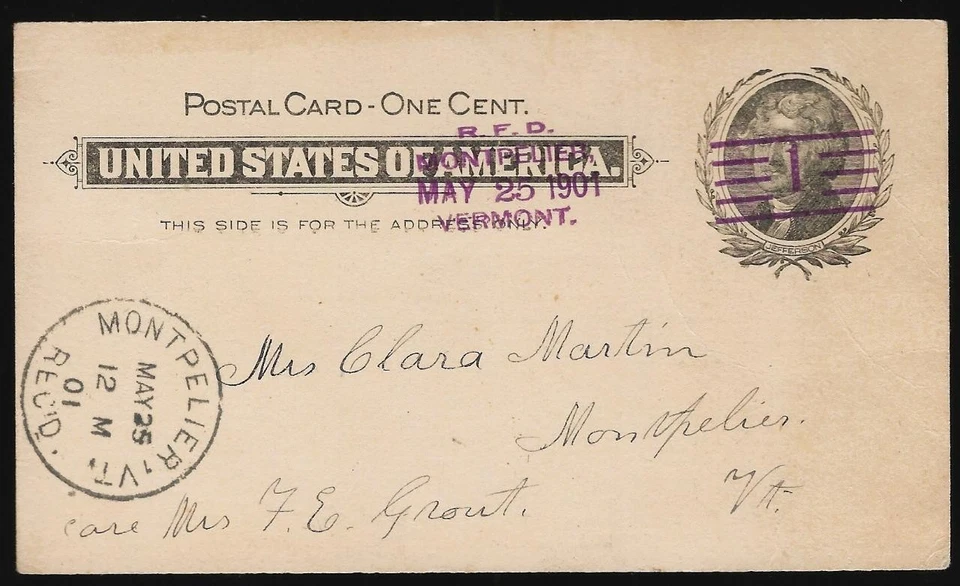 POSTAL CARD - ONE CENT.
UNITED STATES OF AMERICA.
THIS SIDE IS FOR THE ADDRESS ONLY.
R. F. D.
MONTPELIER,
MAY 25 1901
VERMONT.
1
JEFFERSON
MONTPELIER, VT.
MAY 25
12 M
01
REC'D.
Mrs Clara Martin
Montpelier.
Vt.
care Mrs F. E. Grout.